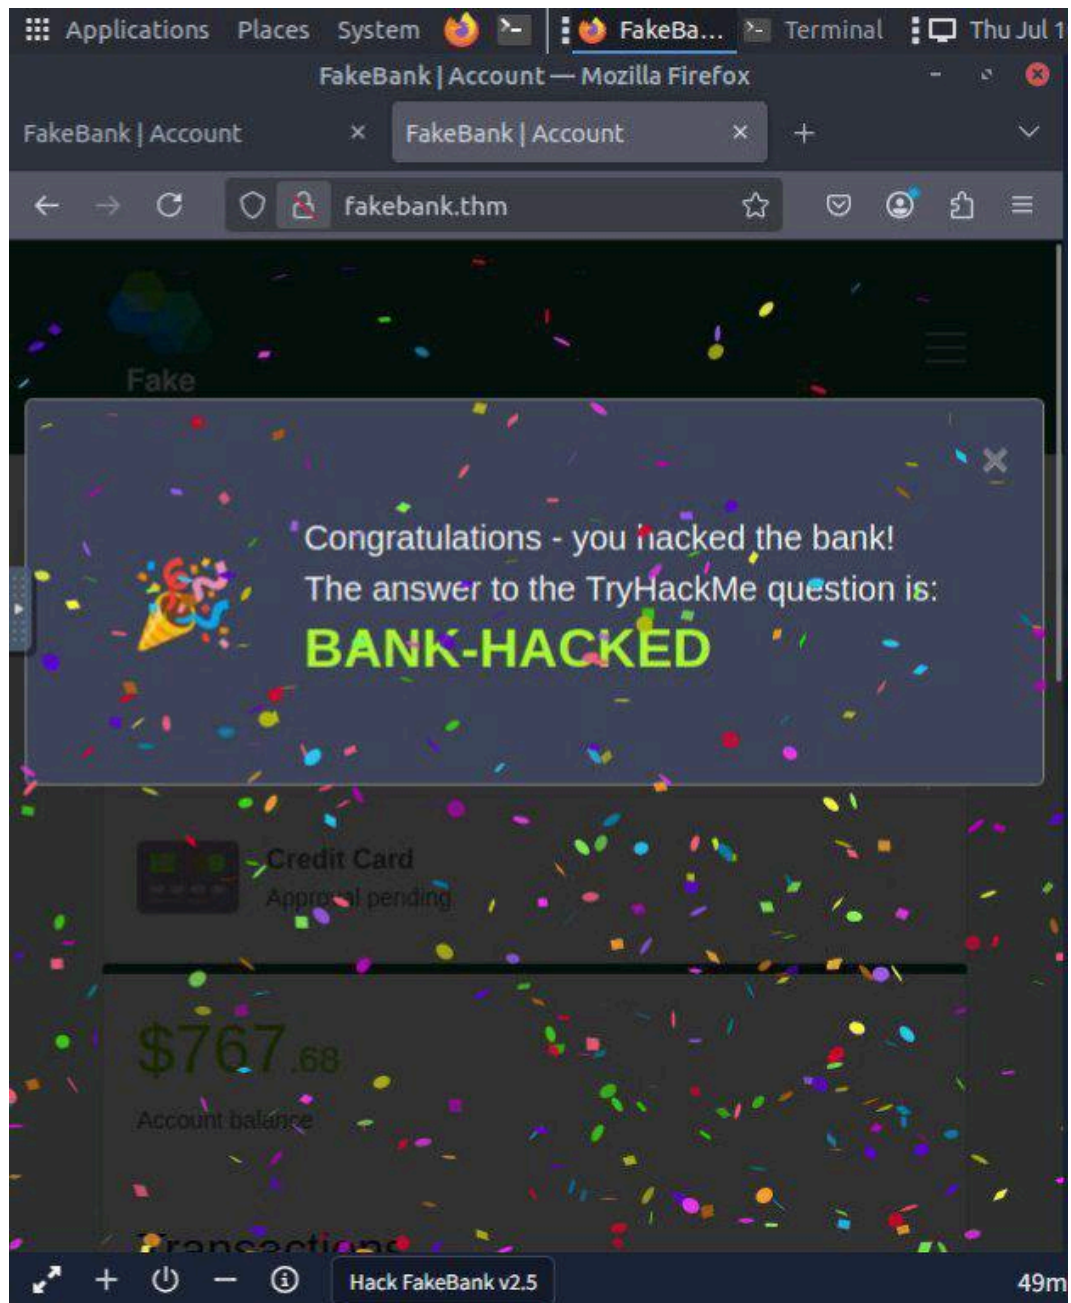 Applications Places System FakeBa... Terminal Thu Jul 1
FakeBank | Account — Mozilla Firefox
FakeBank | Account FakeBank | Account
fakebank.thm
Fake
Congratulations - you hacked the bank!
The answer to the TryHackMe question is:
BANK-HACKED
Credit Card
Approval pending
$767.68
Account balance
Transactions
Hack FakeBank v2.5 49m